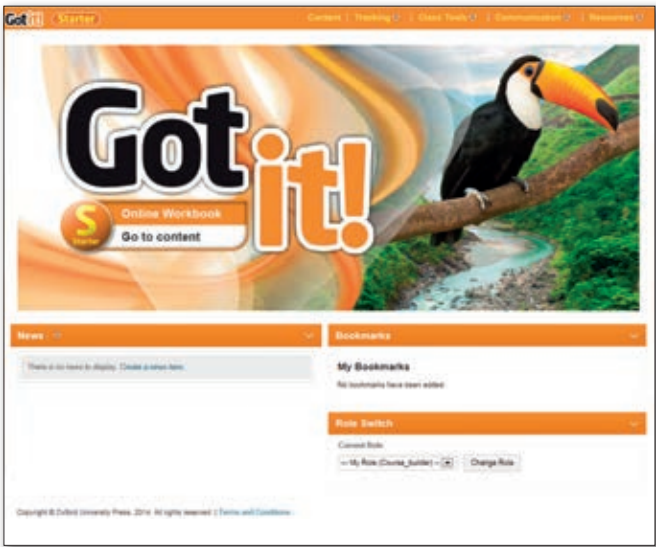 Got it! Starter
Content | Tracking | Class Tools | Communication | Resources
Got it!
S
Starter
Online Workbook
Go to content
News
Bookmarks
There is no news to display. Create a news item.
My Bookmarks
No bookmarks have been added
Role Switch
Current Role
-- My Role (Course_builder) --
Change Role
Copyright © Oxford University Press, 2014. All rights reserved. | Terms and Conditions